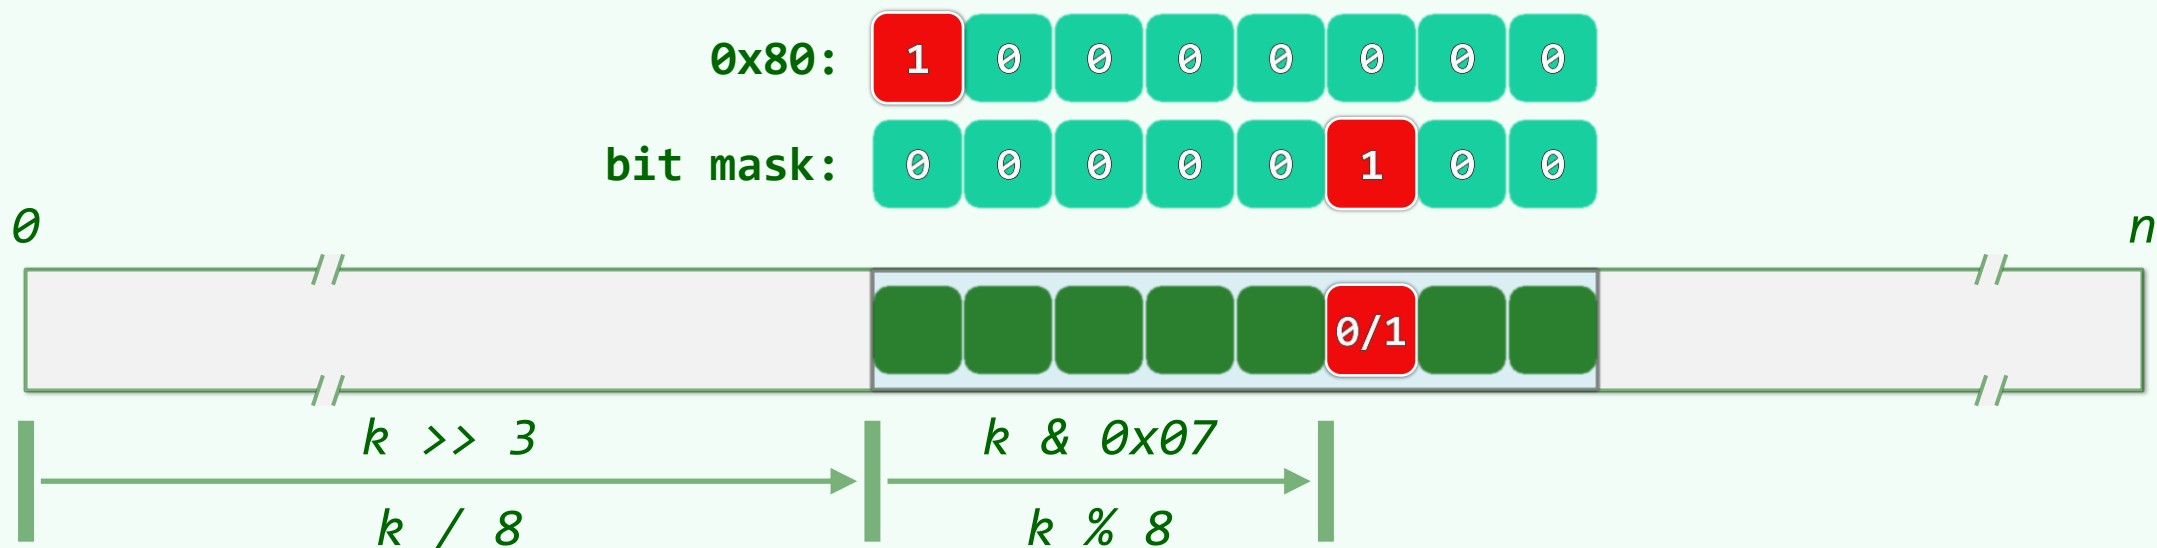 0x80: 1 0 0 0 0 0 0 0
bit mask: 0 0 0 0 0 1 0 0
0 n
0/1
k >> 3 k & 0x07
k / 8 k % 8